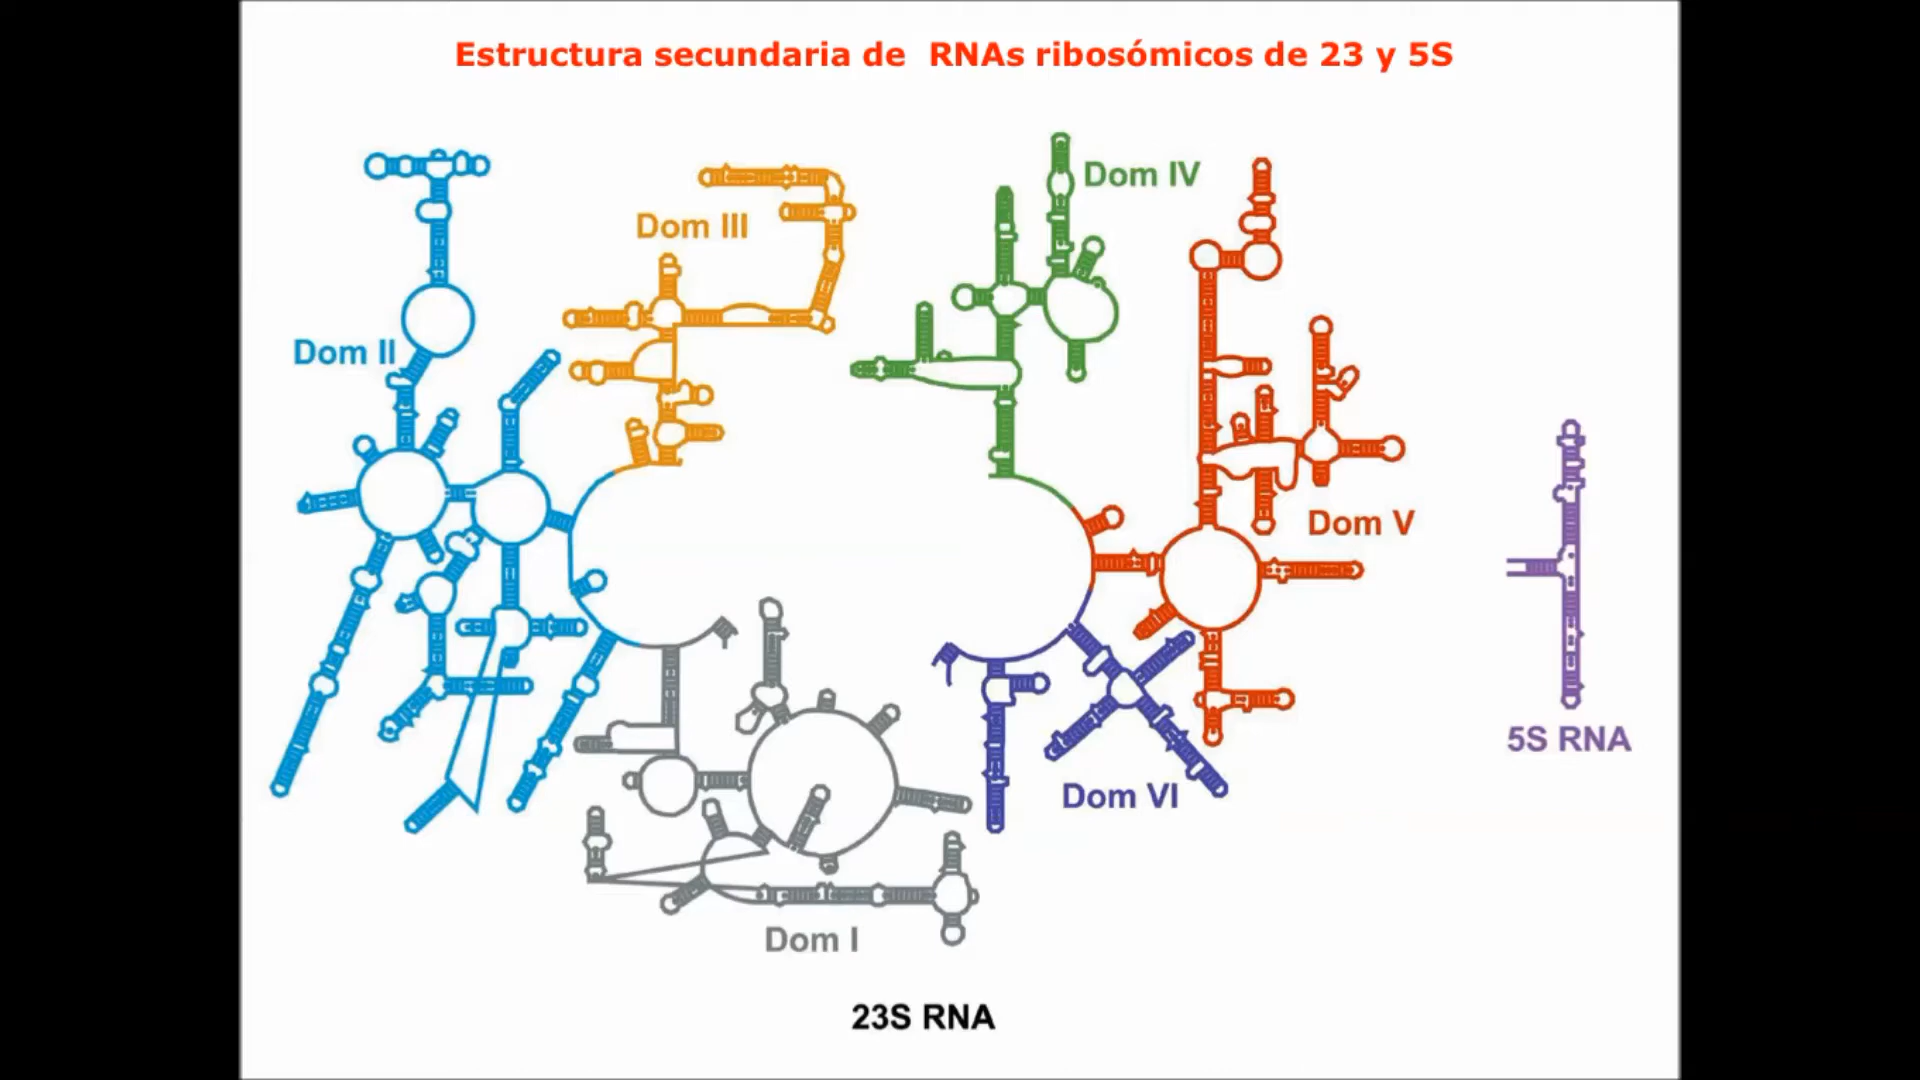 Estructura secundaria de RNAs ribosómicos de 23 y 5S
Dom IV
Dom III
Dom II
Dom V
5S RNA
Dom VI
Dom I
23S RNA